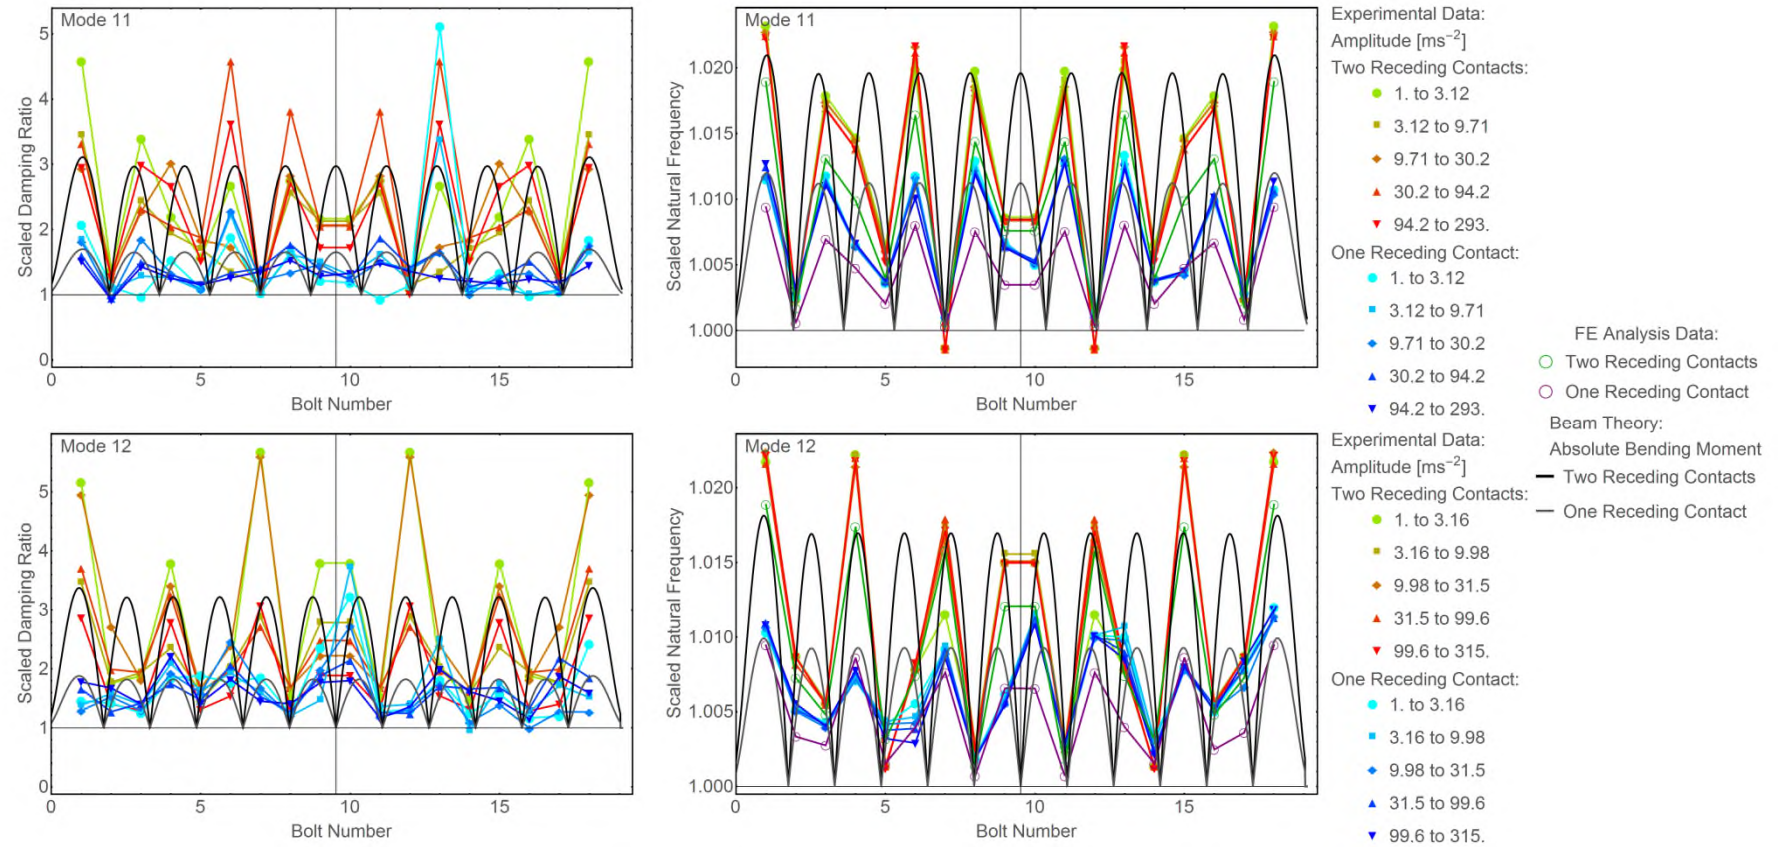 Mode 11
5
4
3
2
1
0
Scaled Damping Ratio
0
5
10
15
Bolt Number
Mode 11
1.020
1.015
1.010
1.005
1.000
Scaled Natural Frequency
0
5
10
15
Bolt Number
Experimental Data:
Amplitude [ms⁻²]
Two Receding Contacts:
1. to 3.12
3.12 to 9.71
9.71 to 30.2
30.2 to 94.2
94.2 to 293.
One Receding Contact:
1. to 3.12
3.12 to 9.71
9.71 to 30.2
30.2 to 94.2
94.2 to 293.
FE Analysis Data:
Two Receding Contacts
One Receding Contact
Beam Theory:
Absolute Bending Moment
Two Receding Contacts
One Receding Contact
Mode 12
5
4
3
2
1
0
Scaled Damping Ratio
0
5
10
15
Bolt Number
1.020
1.015
1.010
1.005
1.000
Scaled Natural Frequency
0
5
10
15
Bolt Number
Mode 12
Experimental Data:
Amplitude [ms⁻²]
Two Receding Contacts:
1. to 3.16
3.16 to 9.98
9.98 to 31.5
31.5 to 99.6
99.6 to 315.
One Receding Contact:
1. to 3.16
3.16 to 9.98
9.98 to 31.5
31.5 to 99.6
99.6 to 315.